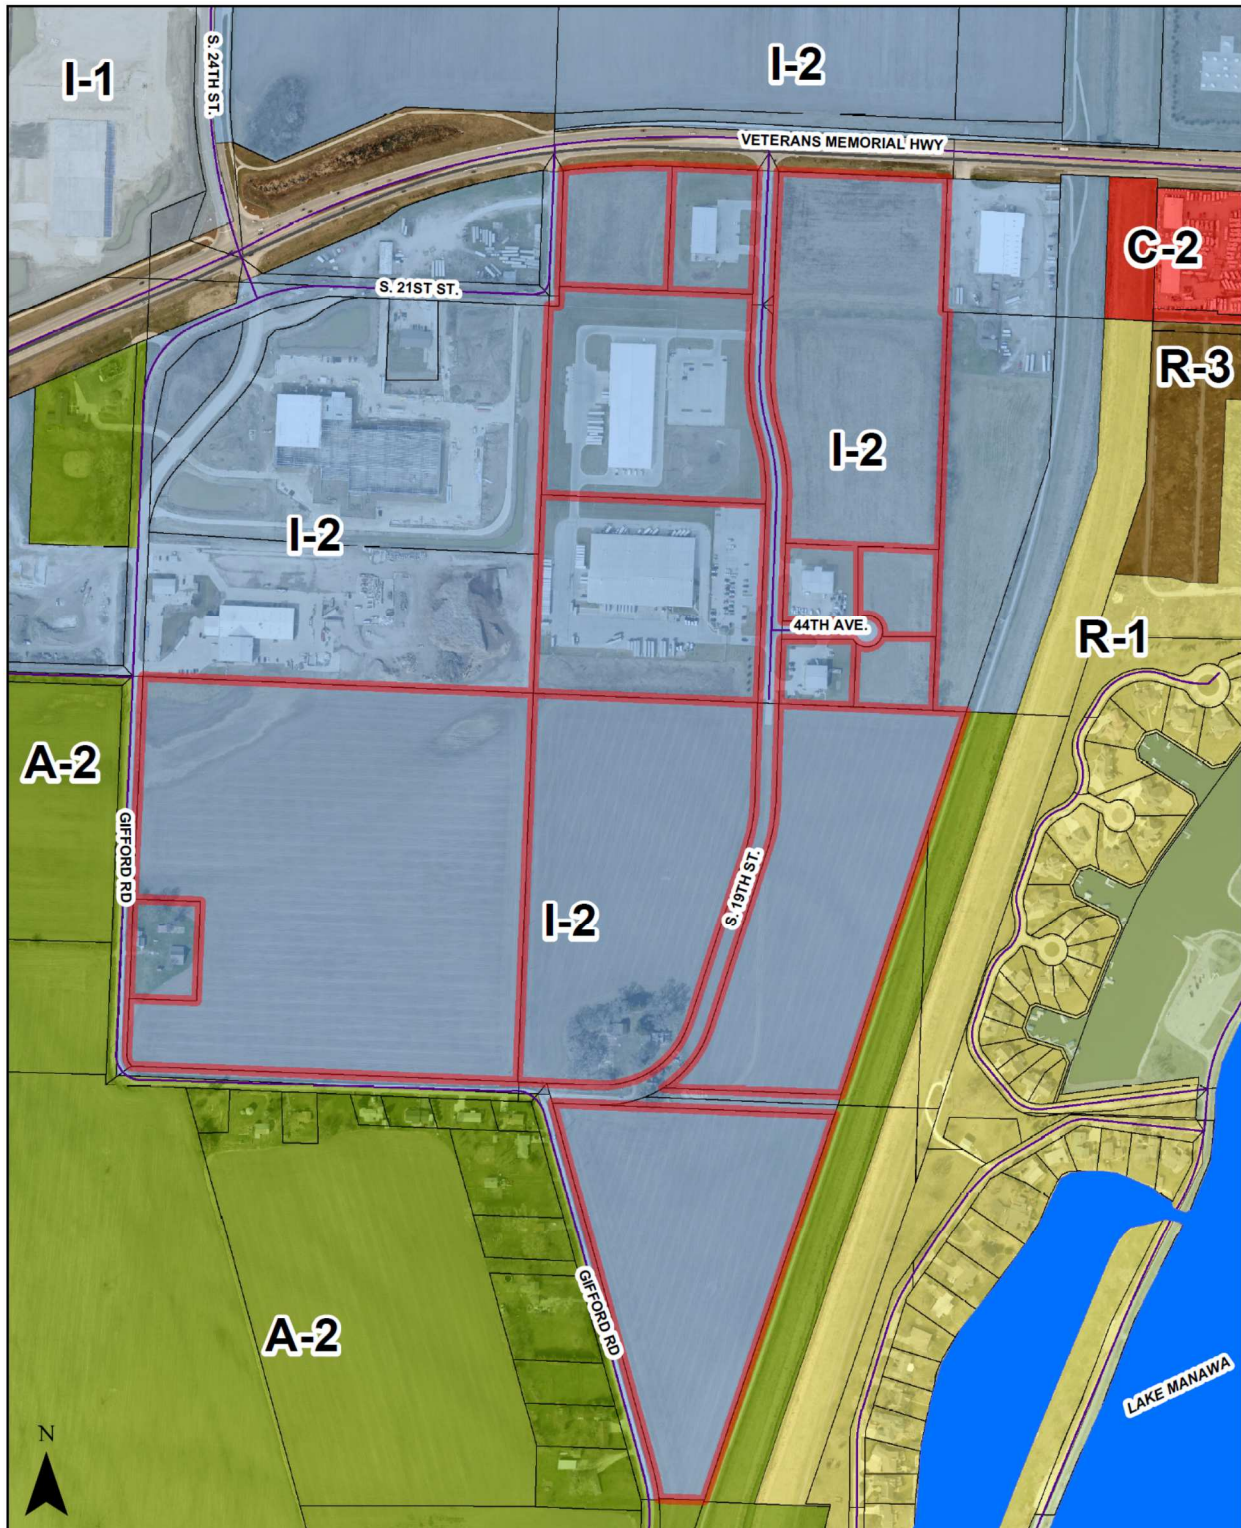 I-1
S. 24TH ST.
I-2
VETERANS MEMORIAL HWY
C-2
S. 21ST ST.
R-3
I-2
I-2
44TH AVE.
R-1
A-2
GIFFORD RD
S. 19TH ST.
I-2
GIFFORD RD
A-2
LAKE MANAWA
N